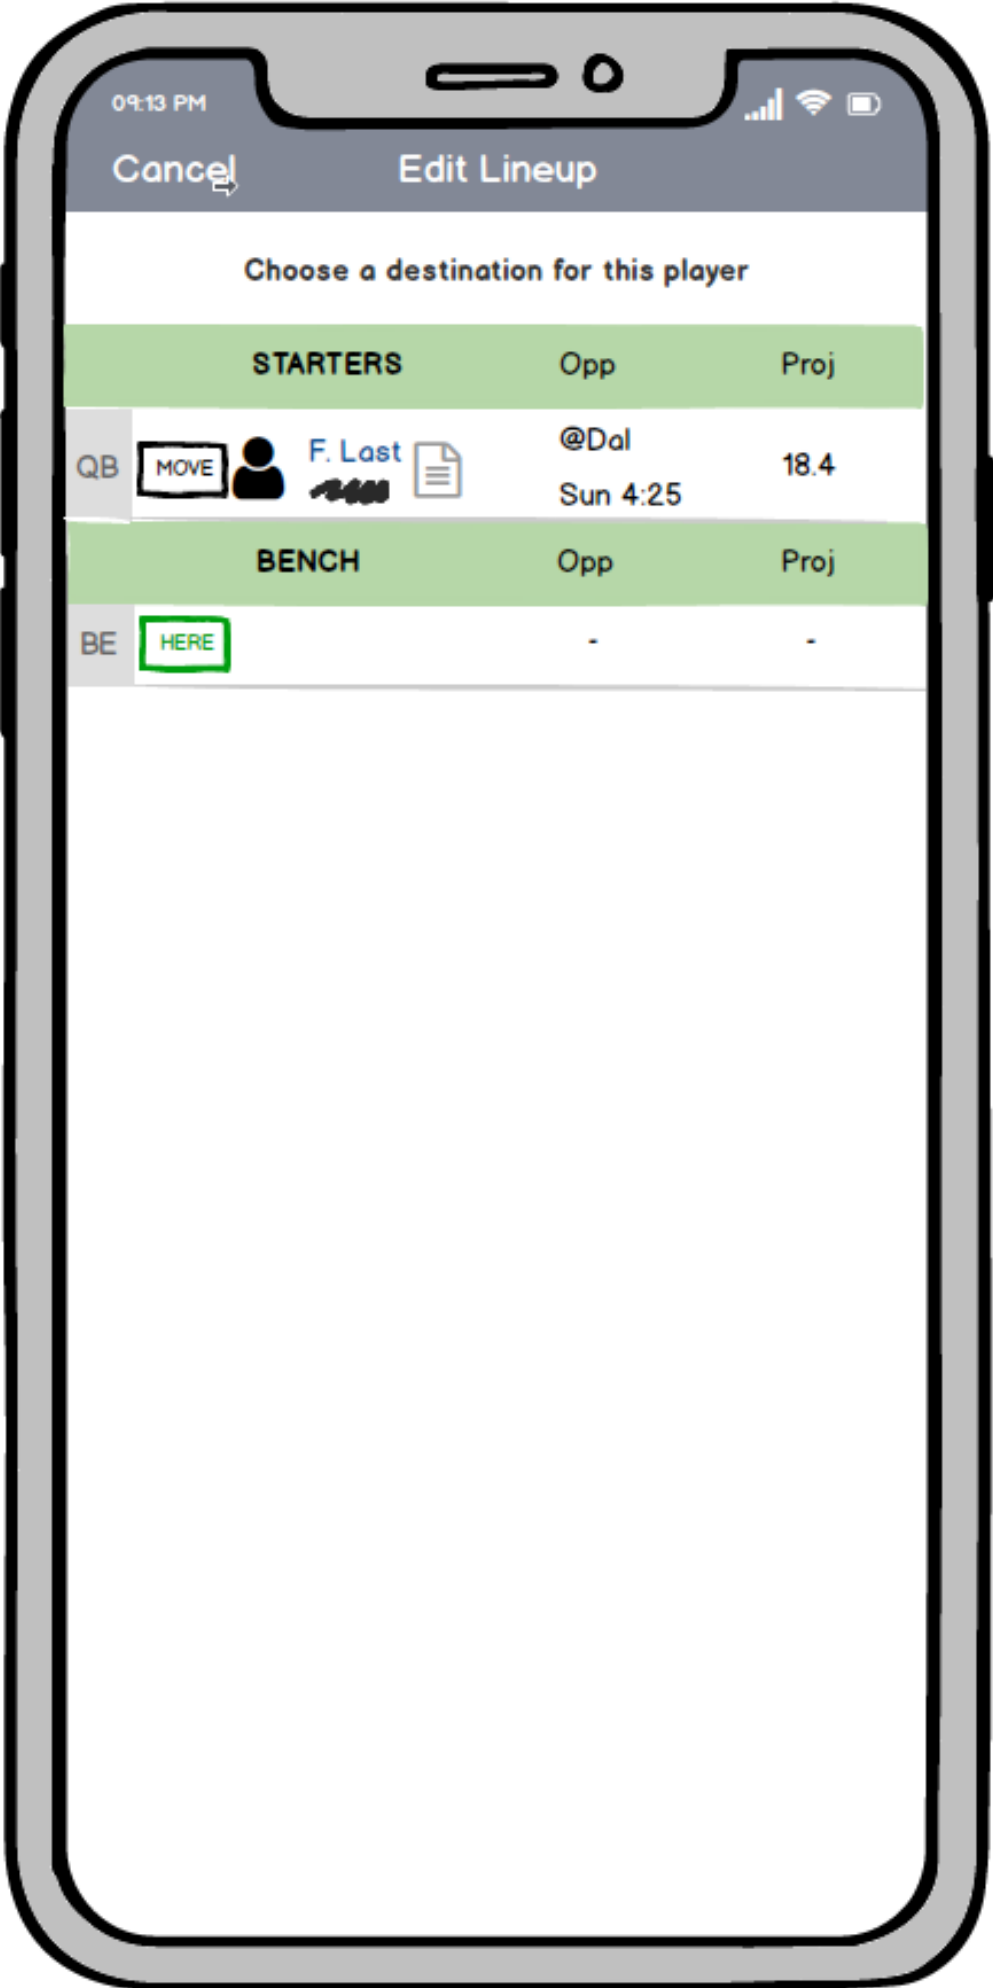 09:13 PM
Cancel Edit Lineup
Choose a destination for this player
STARTERS Opp Proj
QB MOVE F. Last @Dal 18.4
Sun 4:25
BENCH Opp Proj
BE HERE - -